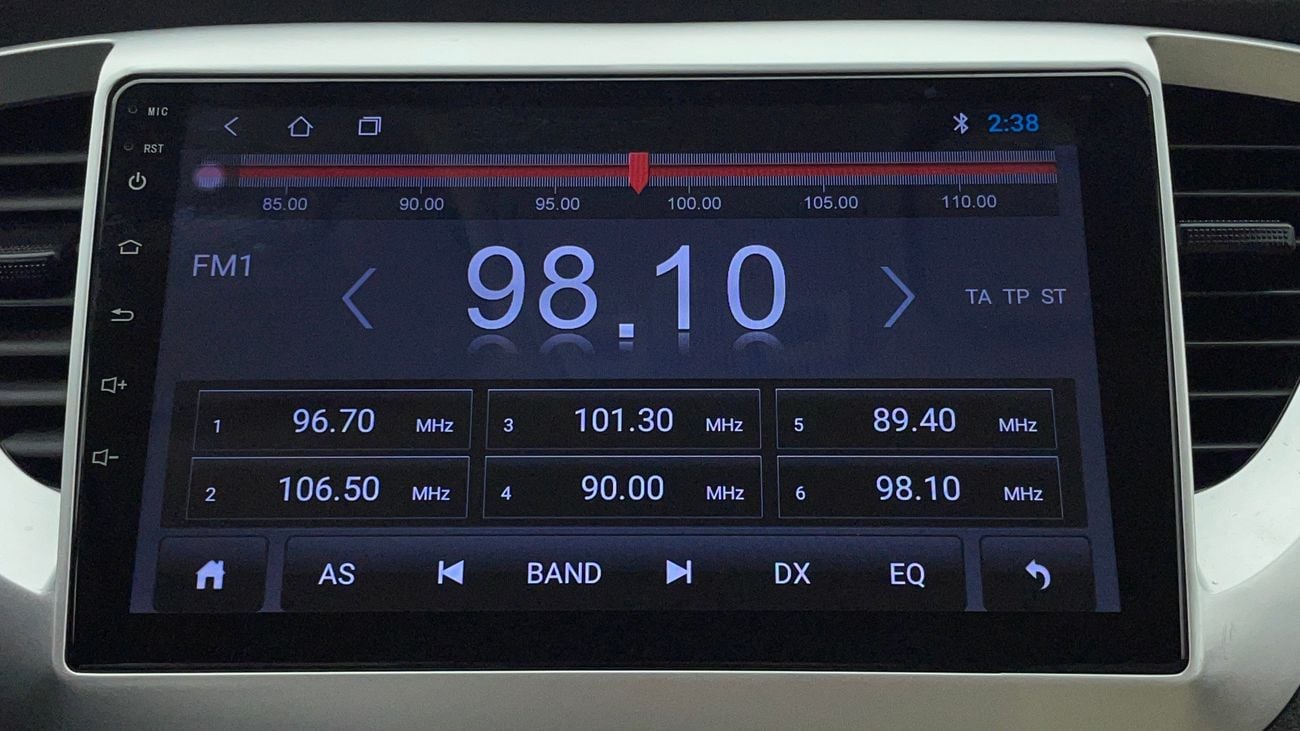 MIC
RST
2:38
85.00 90.00 95.00 100.00 105.00 110.00
FM1
98.10
TA TP ST
1 96.70 MHz
3 101.30 MHz
5 89.40 MHz
2 106.50 MHz
4 90.00 MHz
6 98.10 MHz
AS BAND DX EQ